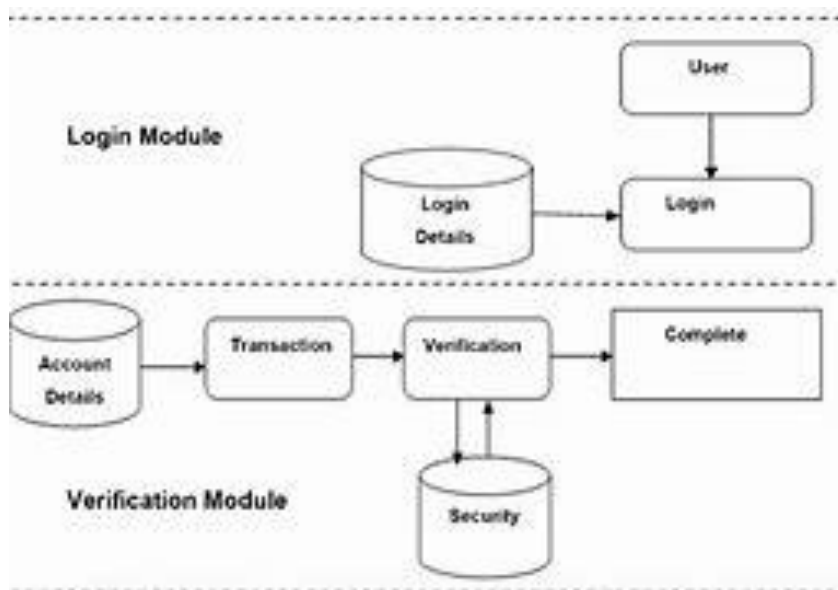 User
Login Module
Login
Details
Login
Account
Details
Transaction
Verification
Complete
Verification Module
Security